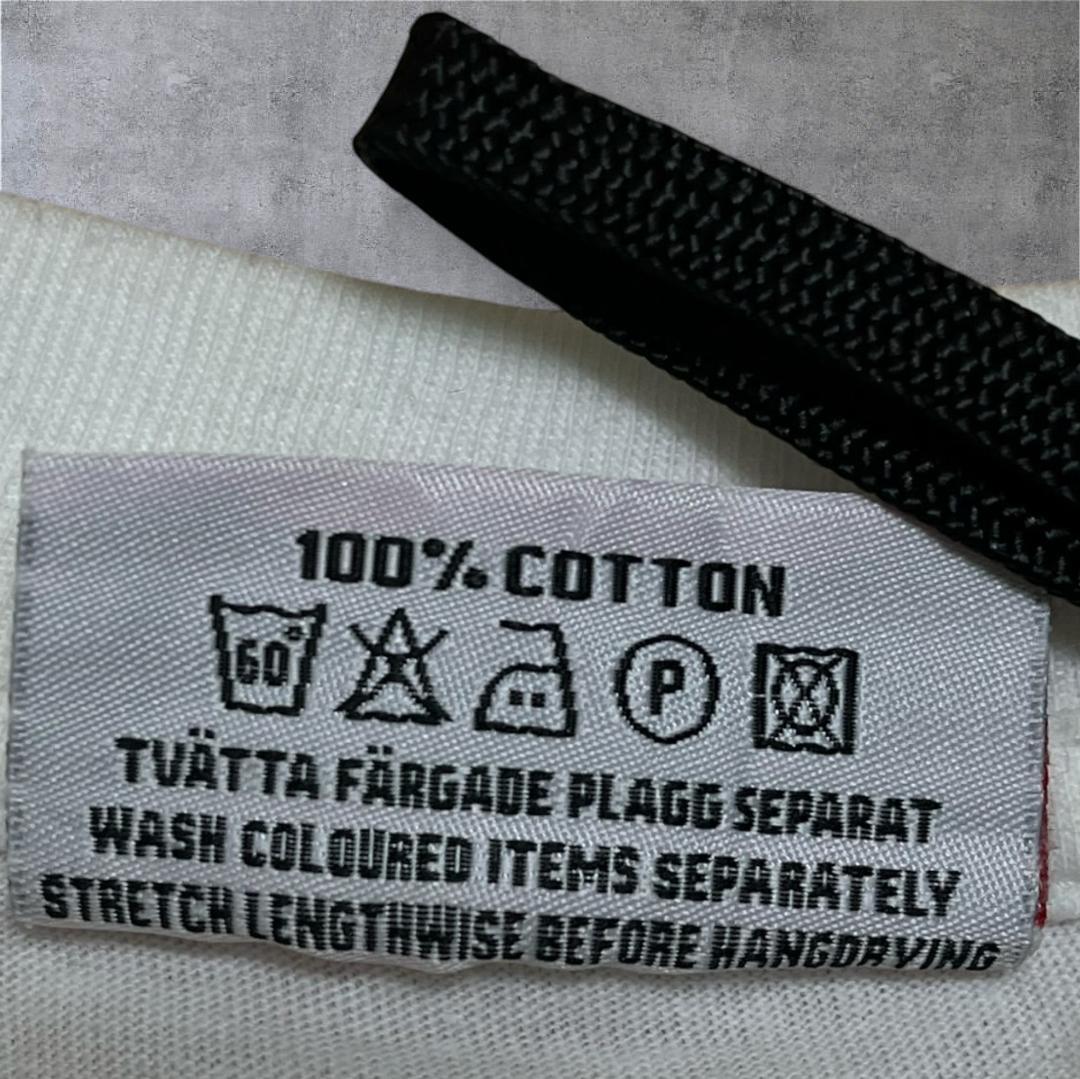 100% COTTON
60°
P
TVÄTTA FÄRGADE PLAGG SEPARAT
WASH COLOURED ITEMS SEPARATELY
STRETCH LENGTHWISE BEFORE HANGDRYING